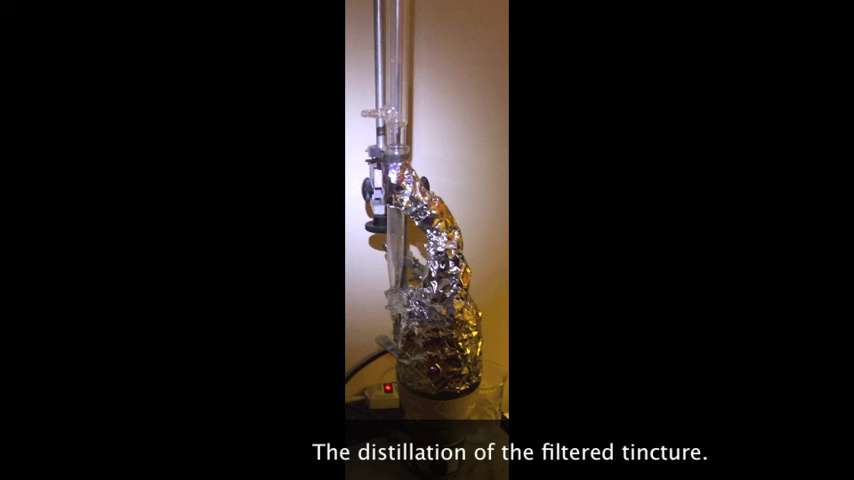 The distillation of the filtered tincture.